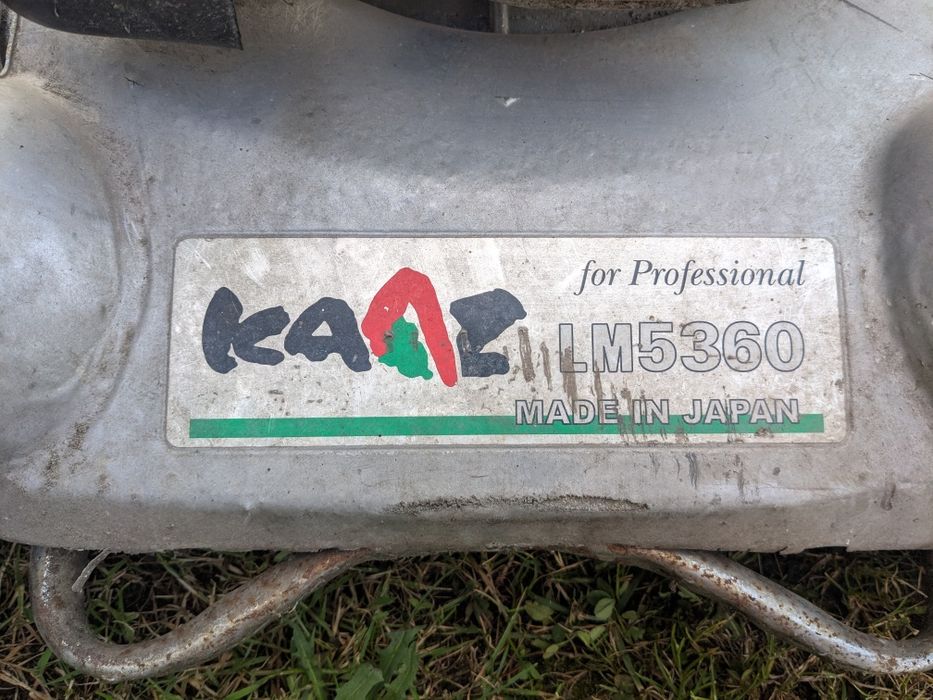 for Professional
KAAZ
LM5360
MADE IN JAPAN